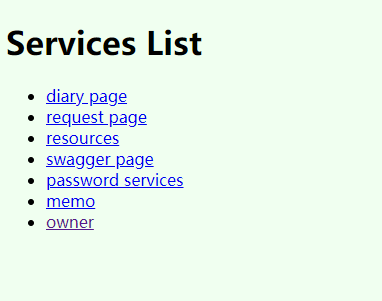 Services List
diary page
request page
resources
swagger page
password services
memo
owner